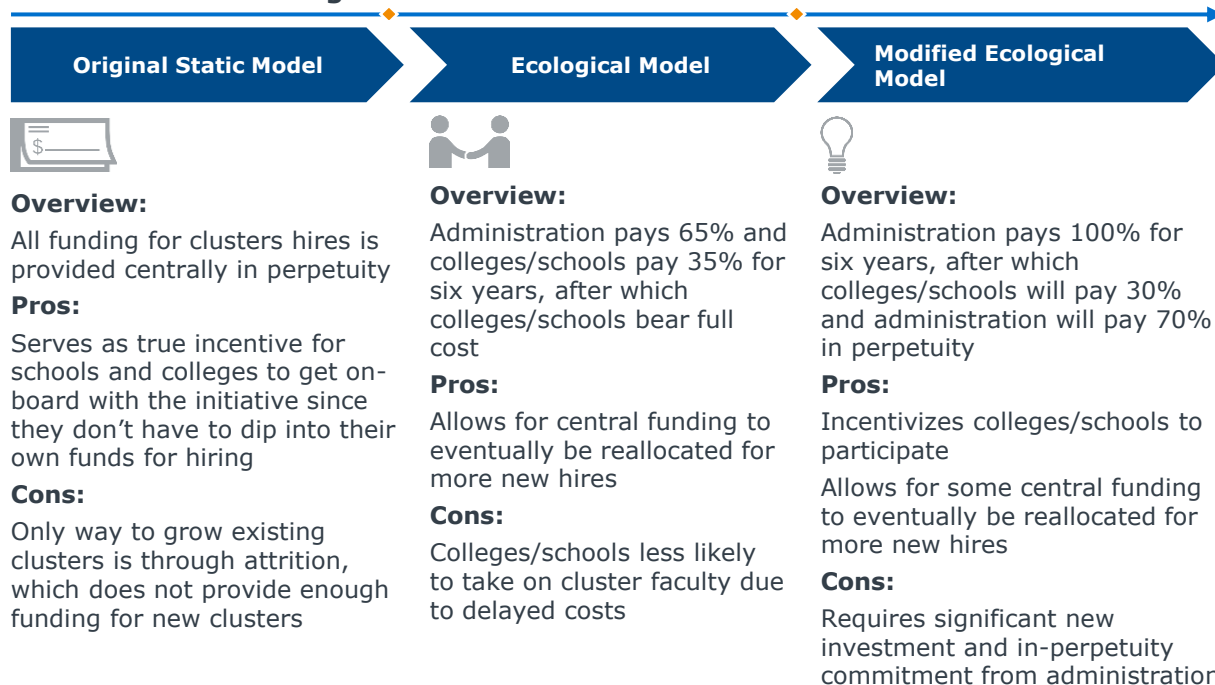 Original Static Model
Ecological Model
Modified Ecological
Model
$
Overview:
All funding for clusters hires is
provided centrally in perpetuity
Pros:
Serves as true incentive for
schools and colleges to get on-
board with the initiative since
they don’t have to dip into their
own funds for hiring
Cons:
Only way to grow existing
clusters is through attrition,
which does not provide enough
funding for new clusters
Overview:
Administration pays 65% and
colleges/schools pay 35% for
six years, after which
colleges/schools bear full
cost
Pros:
Allows for central funding to
eventually be reallocated for
more new hires
Cons:
Colleges/schools less likely
to take on cluster faculty due
to delayed costs
Overview:
Administration pays 100% for
six years, after which
colleges/schools will pay 30%
and administration will pay 70%
in perpetuity
Pros:
Incentivizes colleges/schools to
participate
Allows for some central funding
to eventually be reallocated for
more new hires
Cons:
Requires significant new
investment and in-perpetuity
commitment from administration